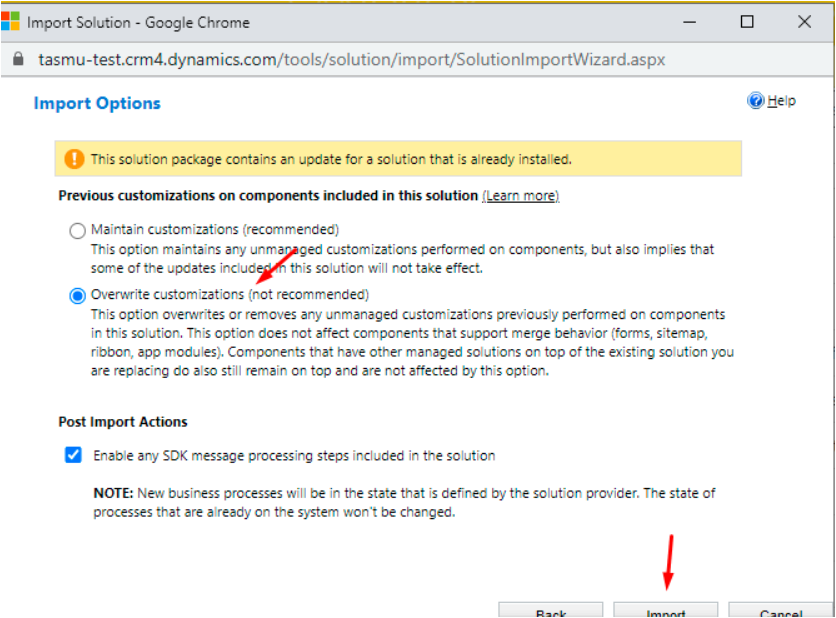 Import Solution - Google Chrome
tasmu-test.crm4.dynamics.com/tools/solution/import/SolutionImportWizard.aspx
Import Options
Help
This solution package contains an update for a solution that is already installed.
Previous customizations on components included in this solution (Learn more)
Maintain customizations (recommended)
This option maintains any unmanaged customizations performed on components, but also implies that
some of the updates included in this solution will not take effect.
Overwrite customizations (not recommended)
This option overwrites or removes any unmanaged customizations previously performed on components
in this solution. This option does not affect components that support merge behavior (forms, sitemap,
ribbon, app modules). Components that have other managed solutions on top of the existing solution you
are replacing do also still remain on top and are not affected by this option.
Post Import Actions
Enable any SDK message processing steps included in the solution
NOTE: New business processes will be in the state that is defined by the solution provider. The state of
processes that are already on the system won't be changed.
Back Import Cancel